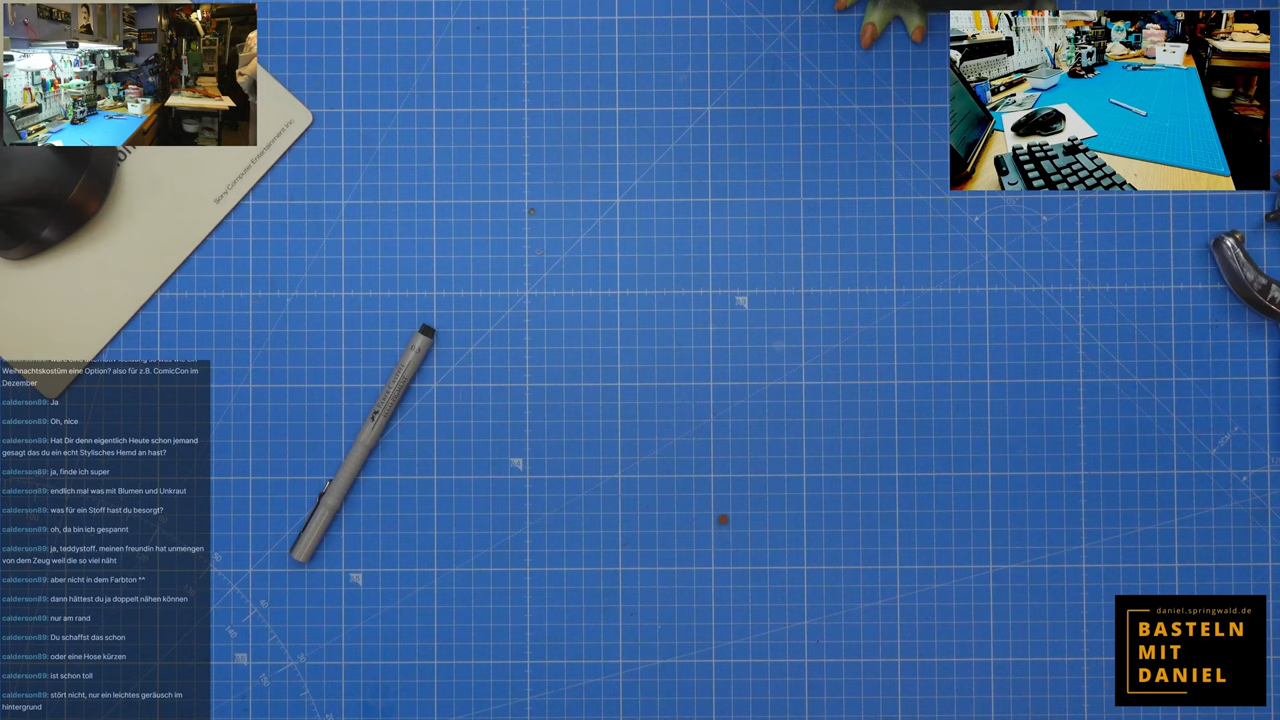 Sony Computer Entertainment Inc.
Weihnachtskostüm eine Option? also für z.B. ComicCon im
Dezember
calderson89: Ja
calderson89: Oh, nice
calderson89: Hat Dir denn eigentlich Heute schon jemand
gesagt das du ein echt Stylisches Hemd an hast?
calderson89: ja, finde ich super
calderson89: endlich mal was mit Blumen und Unkraut
calderson89: was für ein Stoff hast du besorgt?
calderson89: oh, da bin ich gespannt
calderson89: ja, teddystoff. meinen freundin hat unmengen
von dem Zeug weil die so viel näht
calderson89: aber nicht in dem Farbton ^^
calderson89: dann hättest du ja doppelt nähen können
calderson89: nur am rand
calderson89: Du schaffst das schon
calderson89: oder eine Hose kürzen
calderson89: ist schon toll
calderson89: stört nicht, nur ein leichtes geräusch im
hintergrund
daniel.springwald.de
BASTELN
MIT
DANIEL